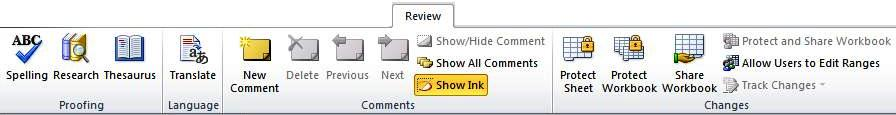 Review
ABC
Spelling
Research
Thesaurus
Proofing
Translate
Language
New
Comment
Delete
Previous
Next
Show/Hide Comment
Show All Comments
Show Ink
Comments
Protect
Sheet
Protect
Workbook
Share
Workbook
Protect and Share Workbook
Allow Users to Edit Ranges
Track Changes
Changes